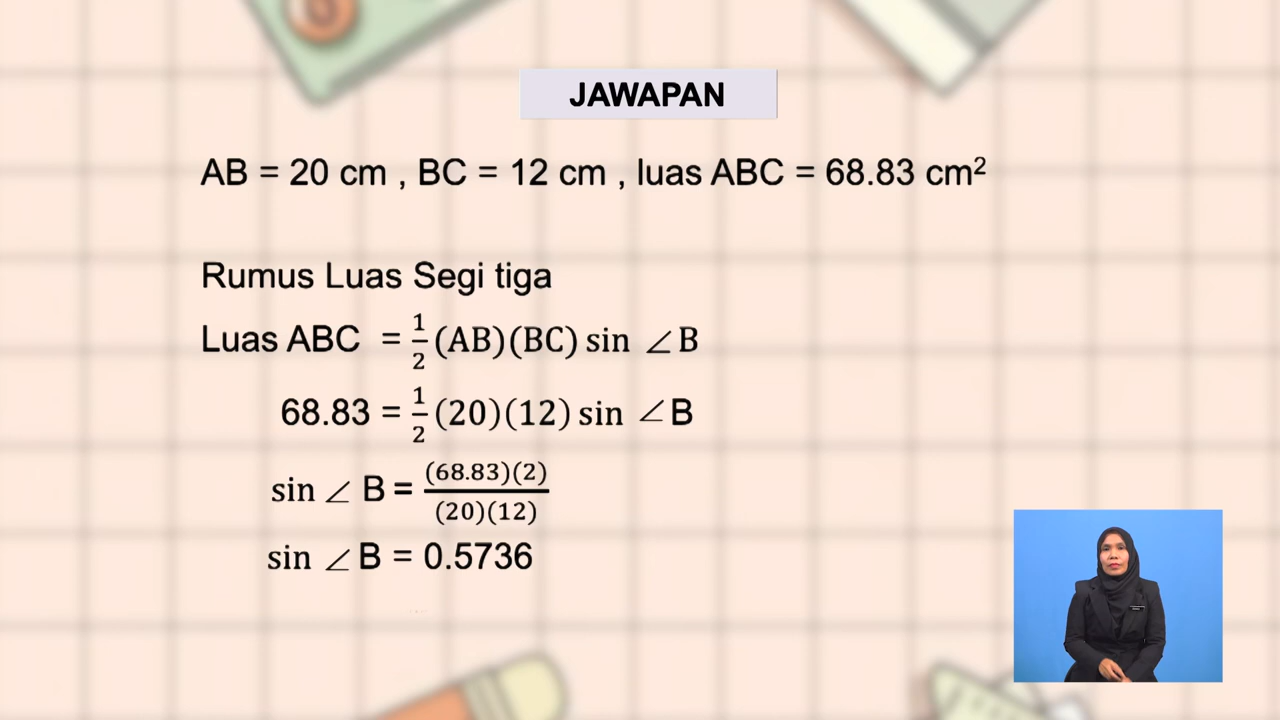 JAWAPAN
AB = 20 cm , BC = 12 cm , luas ABC = 68.83 cm²
Rumus Luas Segi tiga
Luas ABC = 1/2 (AB)(BC) sin ∠B
68.83 = 1/2 (20)(12) sin ∠B
sin ∠ B = (68.83)(2)/(20)(12)
sin ∠B = 0.5736